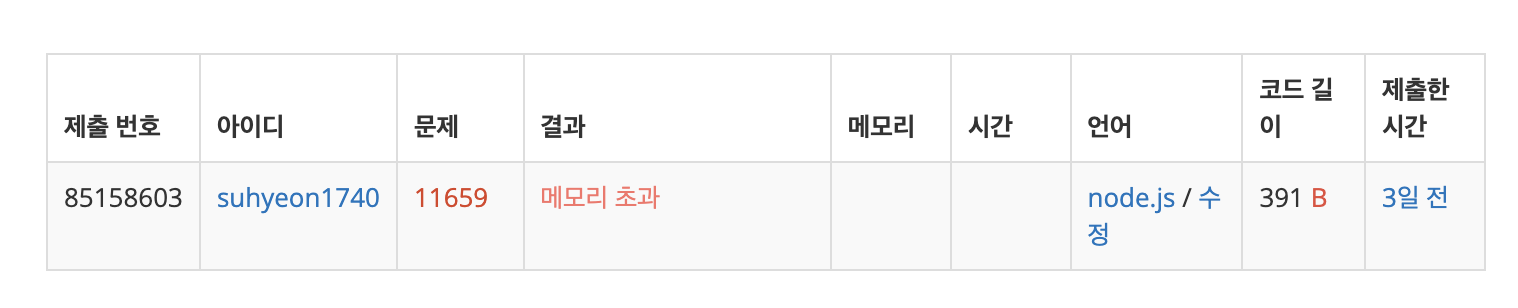 제출 번호 아이디 문제 결과 메모리 시간 언어 코드 길이 제출한 시간
85158603 suhyeon1740 11659 메모리 초과 node.js / 수정 391 B 3일 전